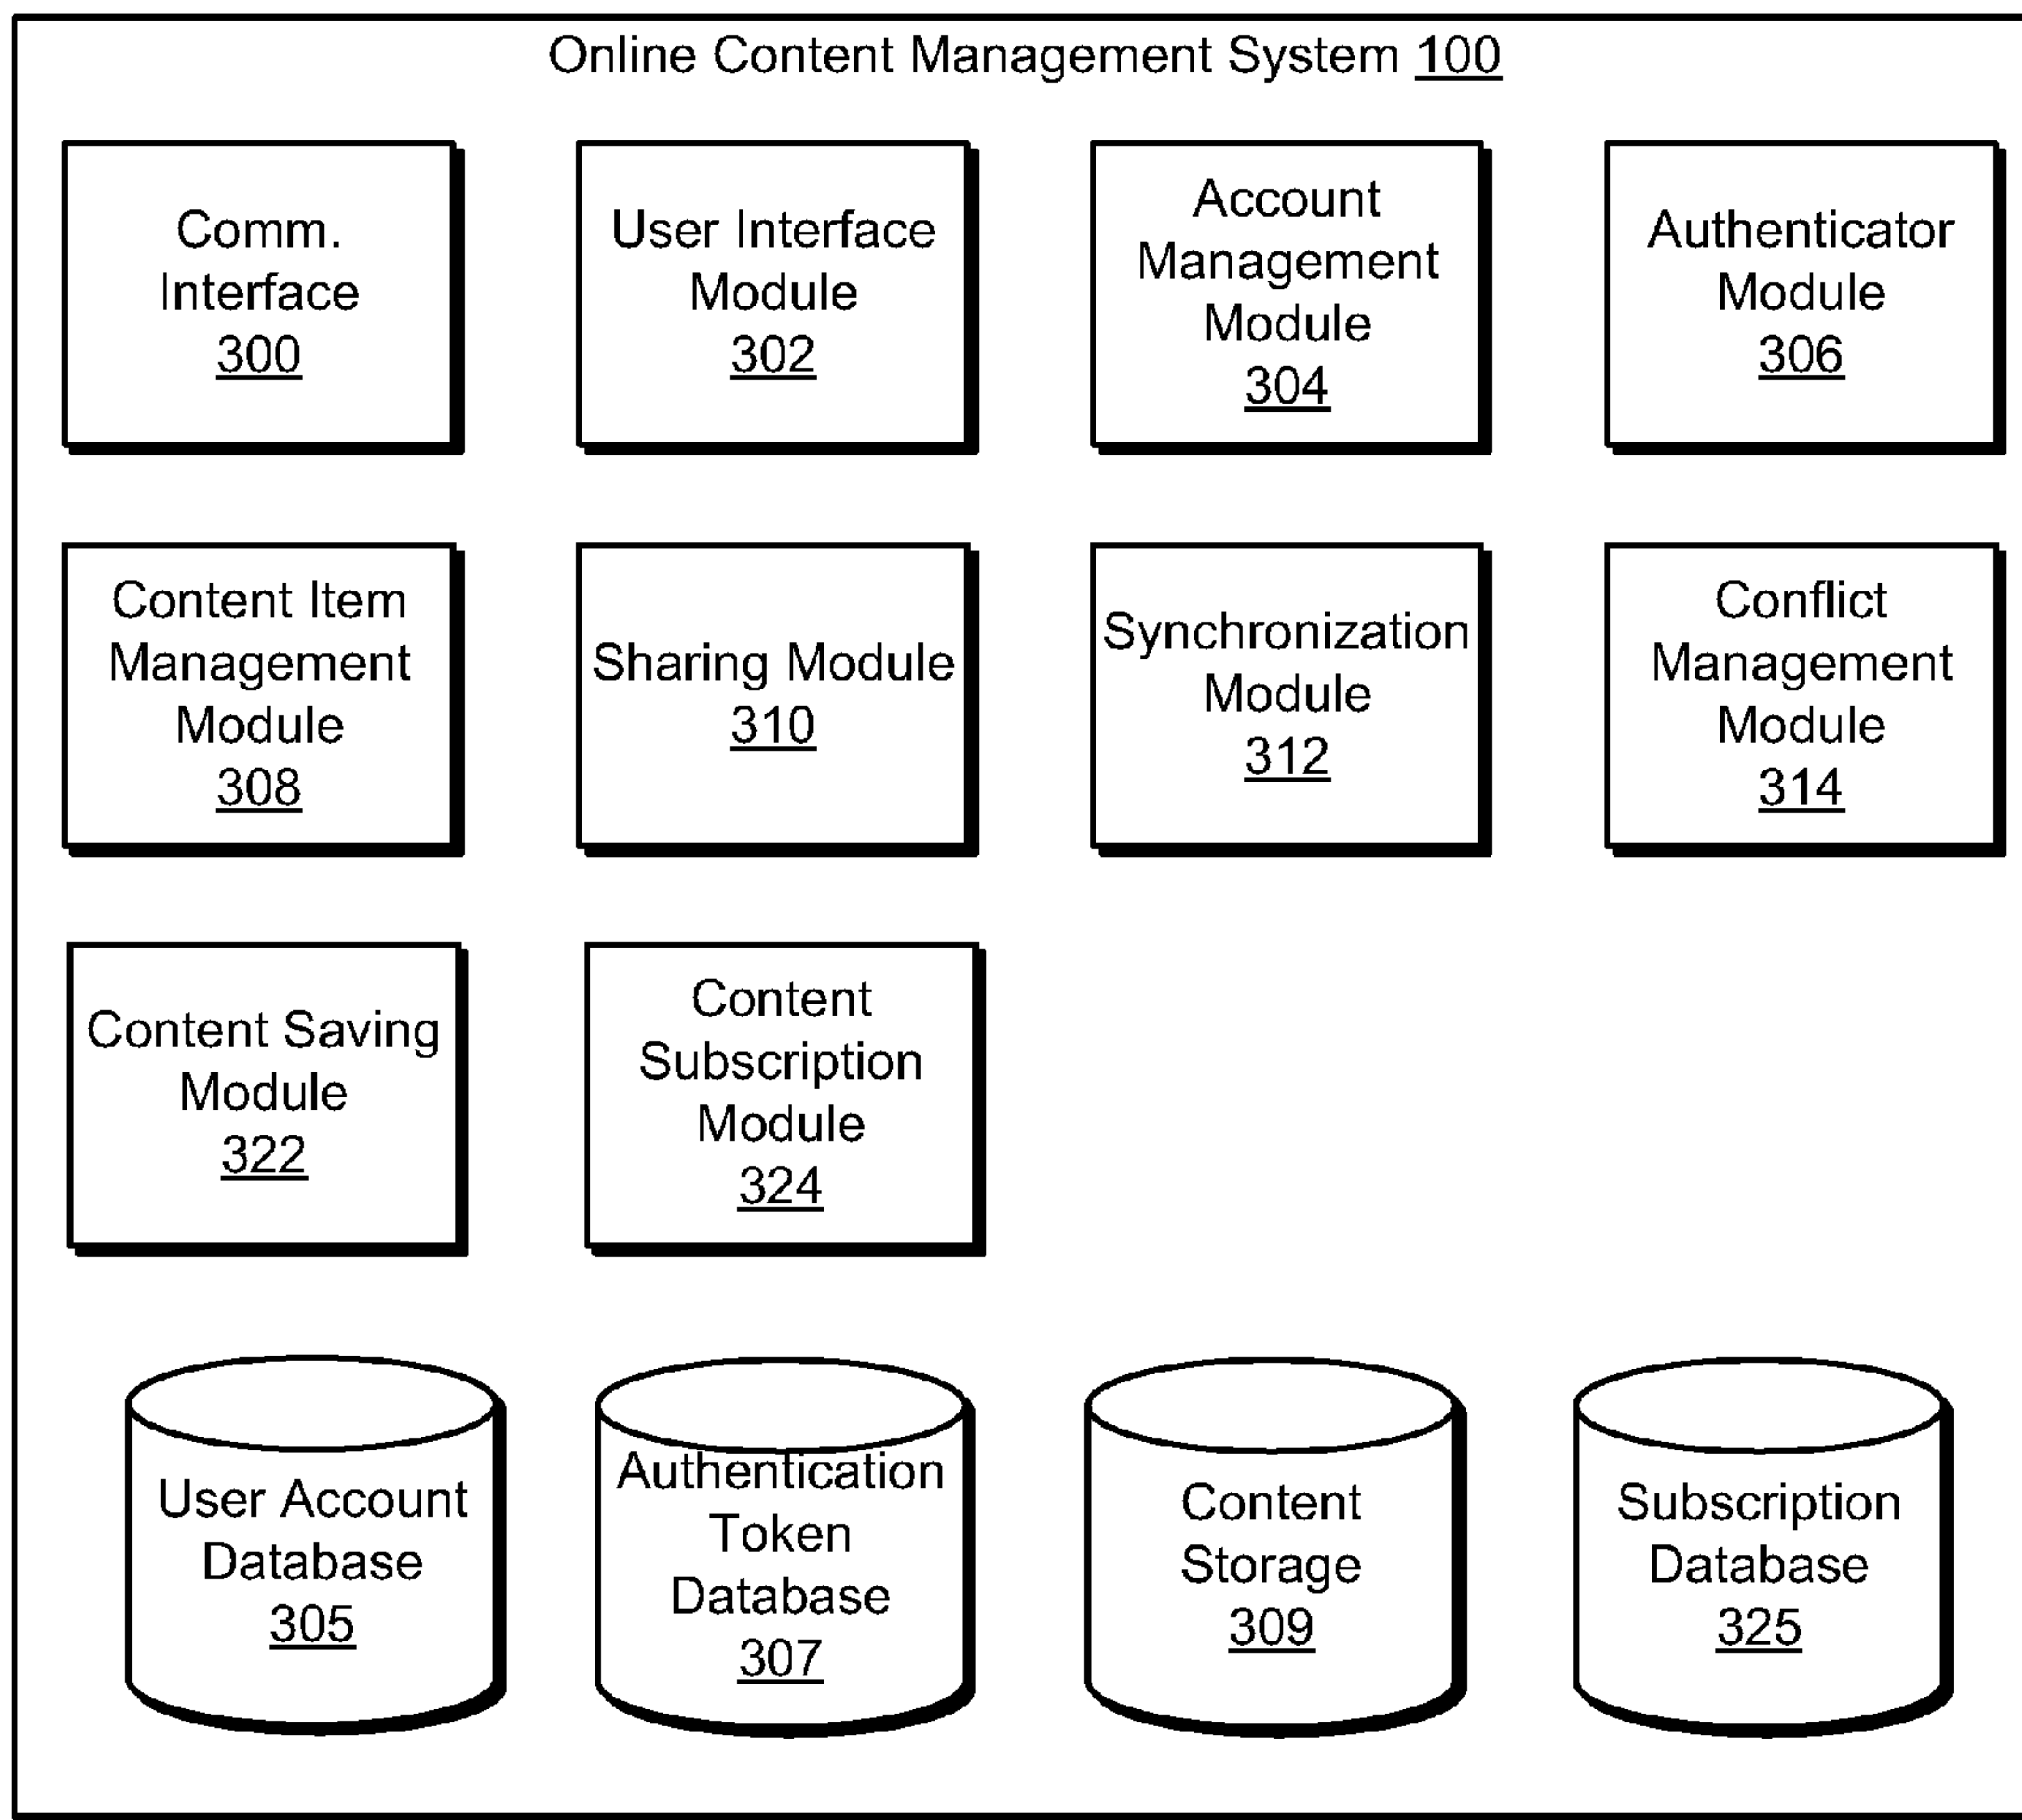 Online Content Management System 100
Comm.
Interface
300
User Interface
Module
302
Account
Management
Module
304
Authenticator
Module
306
Content Item
Management
Module
308
Sharing Module
310
Synchronization
Module
312
Conflict
Management
Module
314
Content Saving
Module
322
Content
Subscription
Module
324
User Account
Database
305
Authentication
Token
Database
307
Content
Storage
309
Subscription
Database
325